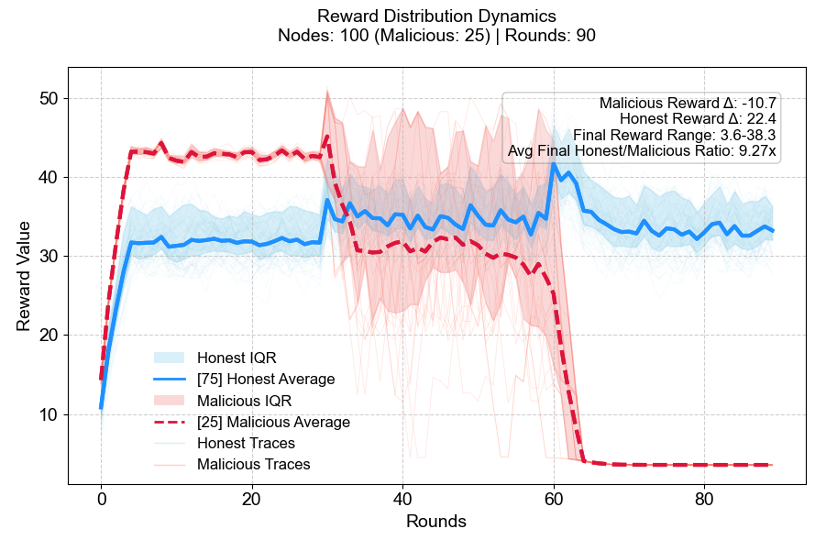 Reward Distribution Dynamics
Nodes: 100 (Malicious: 25) | Rounds: 90
Malicious Reward Δ: -10.7
Honest Reward Δ: 22.4
Final Reward Range: 3.6-38.3
Avg Final Honest/Malicious Ratio: 9.27x
Reward Value
50
40
30
20
10
Honest IQR
[75] Honest Average
Malicious IQR
[25] Malicious Average
Honest Traces
Malicious Traces
0
20
40
60
80
Rounds